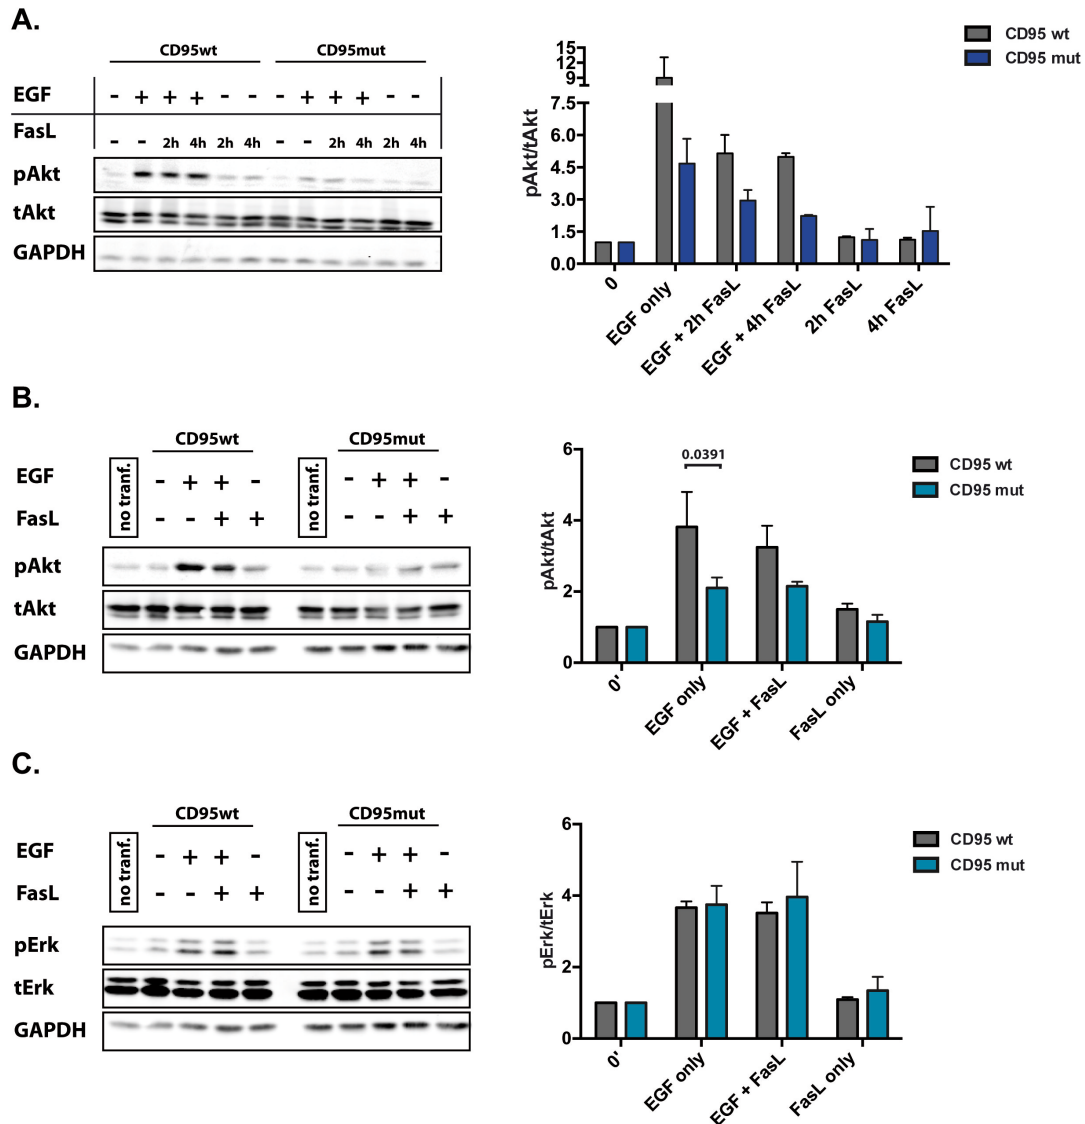 A.
CD95wt CD95mut
EGF - + + + - - - + + + - -
FasL - - 2h 4h 2h 4h - - 2h 4h 2h 4h
pAkt
tAkt
GAPDH
pAkt/tAkt
15
12
9
7.5
6.0
4.5
3.0
1.5
0.0
0 EGF only EGF + 2h FasL EGF + 4h FasL 2h FasL 4h FasL
CD95 wt
CD95 mut
B.
CD95wt CD95mut
no tranf. no tranf.
EGF - + + - - + + -
FasL - - + + - - + +
pAkt
tAkt
GAPDH
pAkt/tAkt
6
4
2
0
0.0391
0' EGF only EGF + FasL FasL only
CD95 wt
CD95 mut
C.
CD95wt CD95mut
no tranf. no tranf.
EGF - + + - - + + -
FasL - - + + - - + +
pErk
tErk
GAPDH
pErk/tErk
6
4
2
0
0' EGF only EGF + FasL FasL only
CD95 wt
CD95 mut